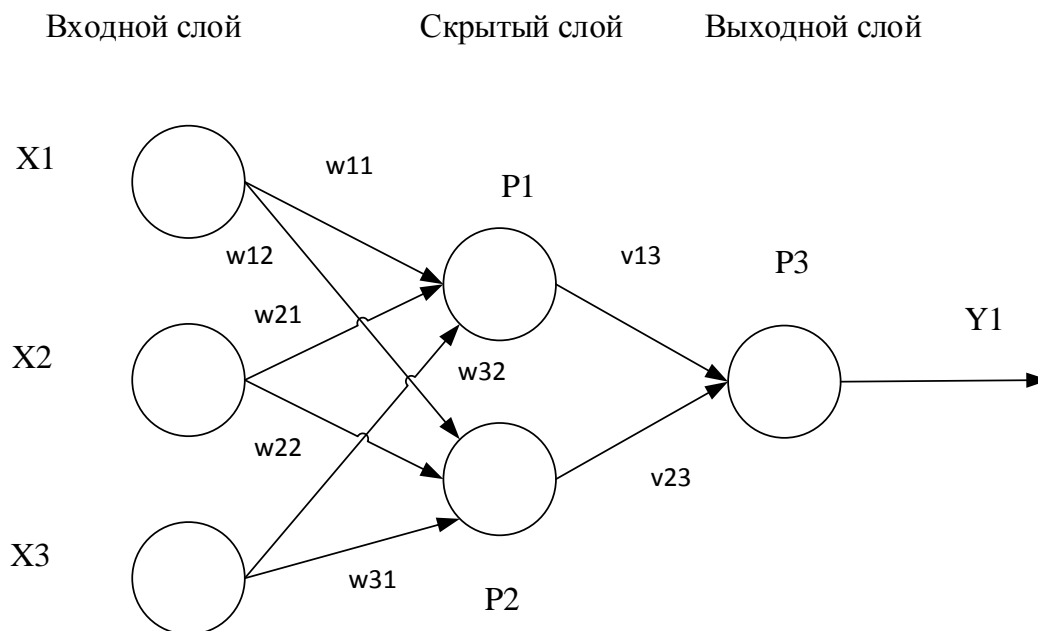 Входной слой
Скрытый слой
Выходной слой
X1
w11
P1
w12
v13
P3
w21
Y1
X2
w32
w22
v23
X3
w31
P2